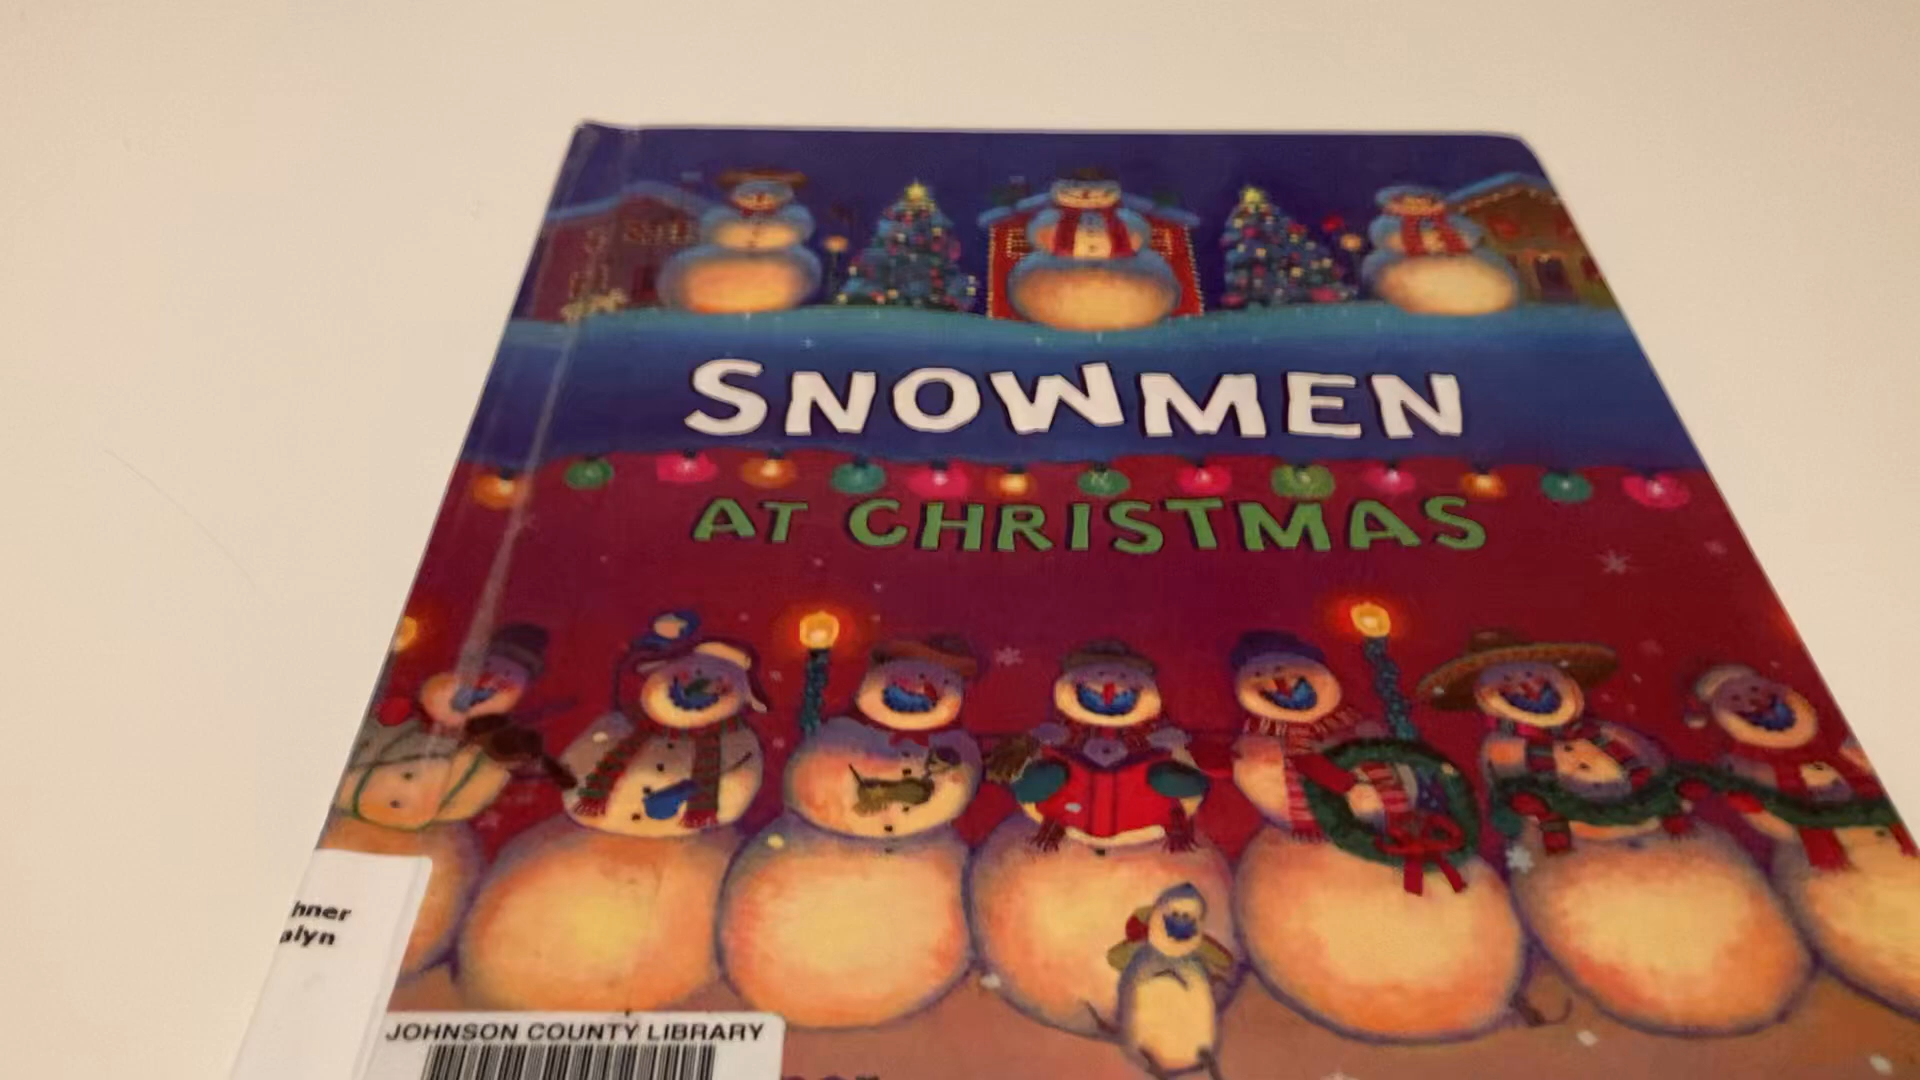 SNOWMEN
AT CHRISTMAS
hner
alyn
JOHNSON COUNTY LIBRARY